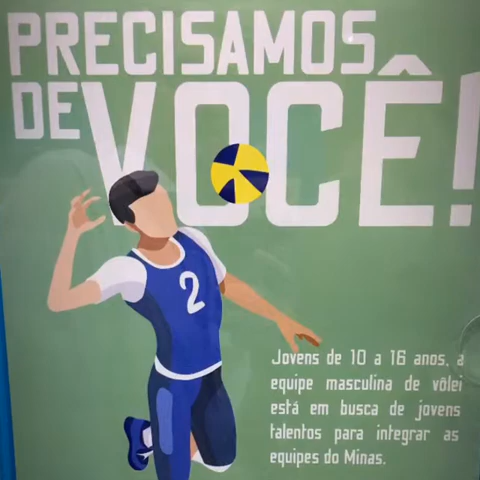 PRECISAMOS
DE VOCÊ!
2
Jovens de 10 a 16 anos, a
equipe masculina de vôlei
está em busca de jovens
talentos para integrar as
equipes do Minas.